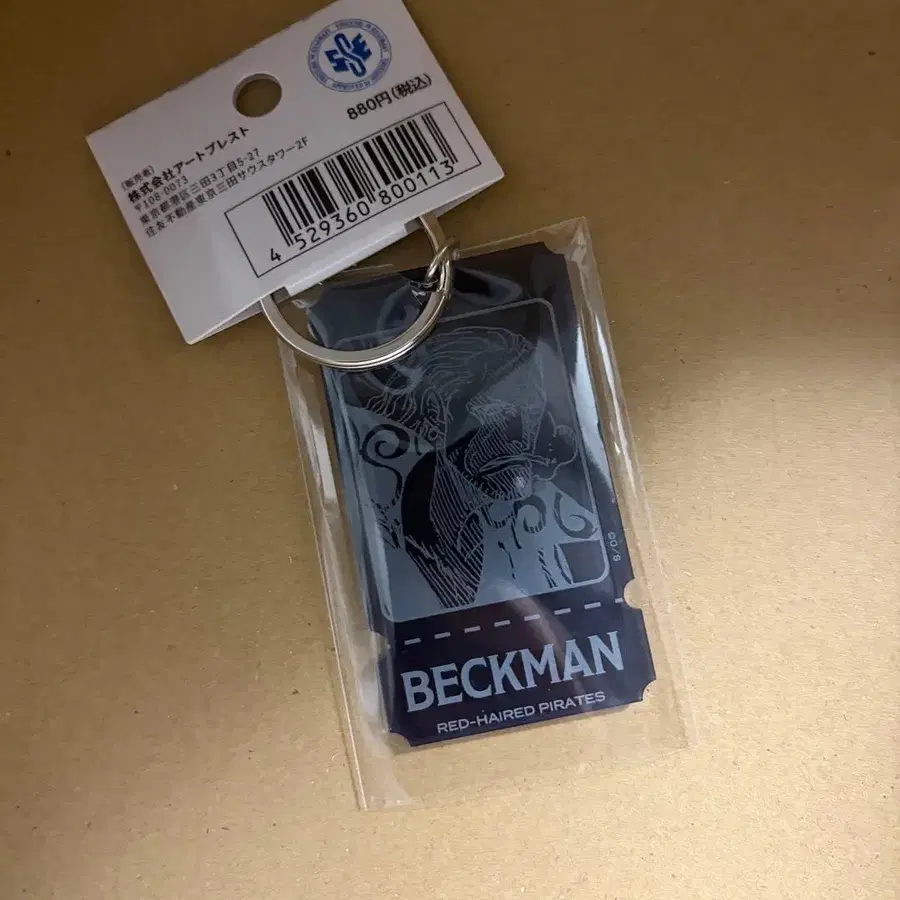 880円(税込)
(販売者)
株式会社アートプレスト
〒108-0073
東京都港区三田3丁目5-27
住友不動産東京三田サウスタワー2F
4 529360 800113
BECKMAN
RED-HAIRED PIRATES